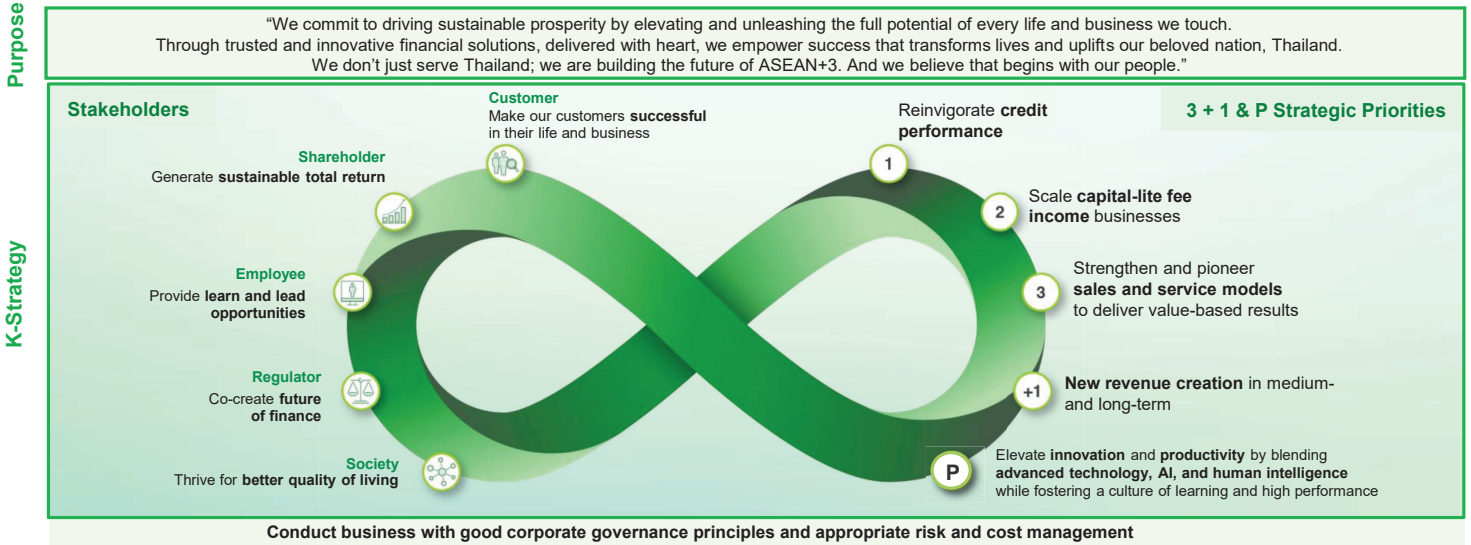 Purpose
“We commit to driving sustainable prosperity by elevating and unleashing the full potential of every life and business we touch.
Through trusted and innovative financial solutions, delivered with heart, we empower success that transforms lives and uplifts our beloved nation, Thailand.
We don’t just serve Thailand; we are building the future of ASEAN+3. And we believe that begins with our people.”
K-Strategy
Stakeholders
Customer
Make our customers successful
in their life and business
Shareholder
Generate sustainable total return
Employee
Provide learn and lead
opportunities
Regulator
Co-create future
of finance
Society
Thrive for better quality of living
3 + 1 & P Strategic Priorities
1
Reinvigorate credit
performance
2
Scale capital-lite fee
income businesses
3
Strengthen and pioneer
sales and service models
to deliver value-based results
+1
New revenue creation in medium-
and long-term
P
Elevate innovation and productivity by blending
advanced technology, AI, and human intelligence
while fostering a culture of learning and high performance
Conduct business with good corporate governance principles and appropriate risk and cost management